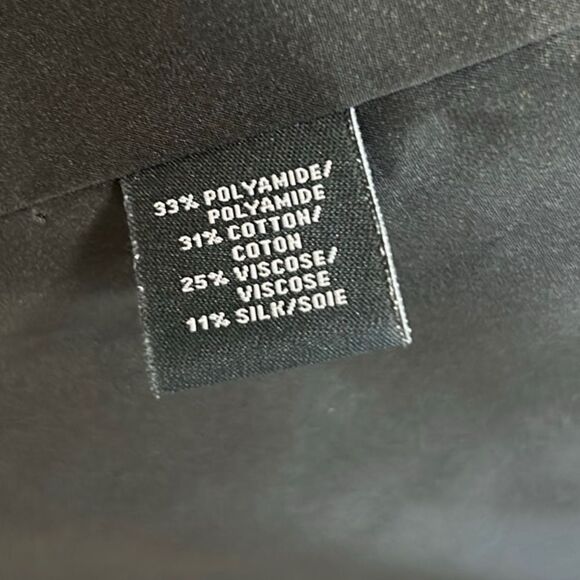 33% POLYAMIDE/
POLYAMIDE
31% COTTON/
COTON
25% VISCOSE/
VISCOSE
11% SILK/SOIE